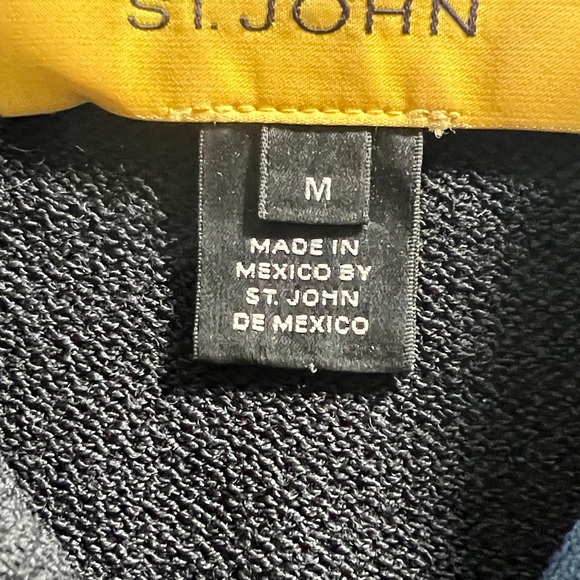 ST. JOHN
M
MADE IN
MEXICO BY
ST. JOHN
DE MEXICO